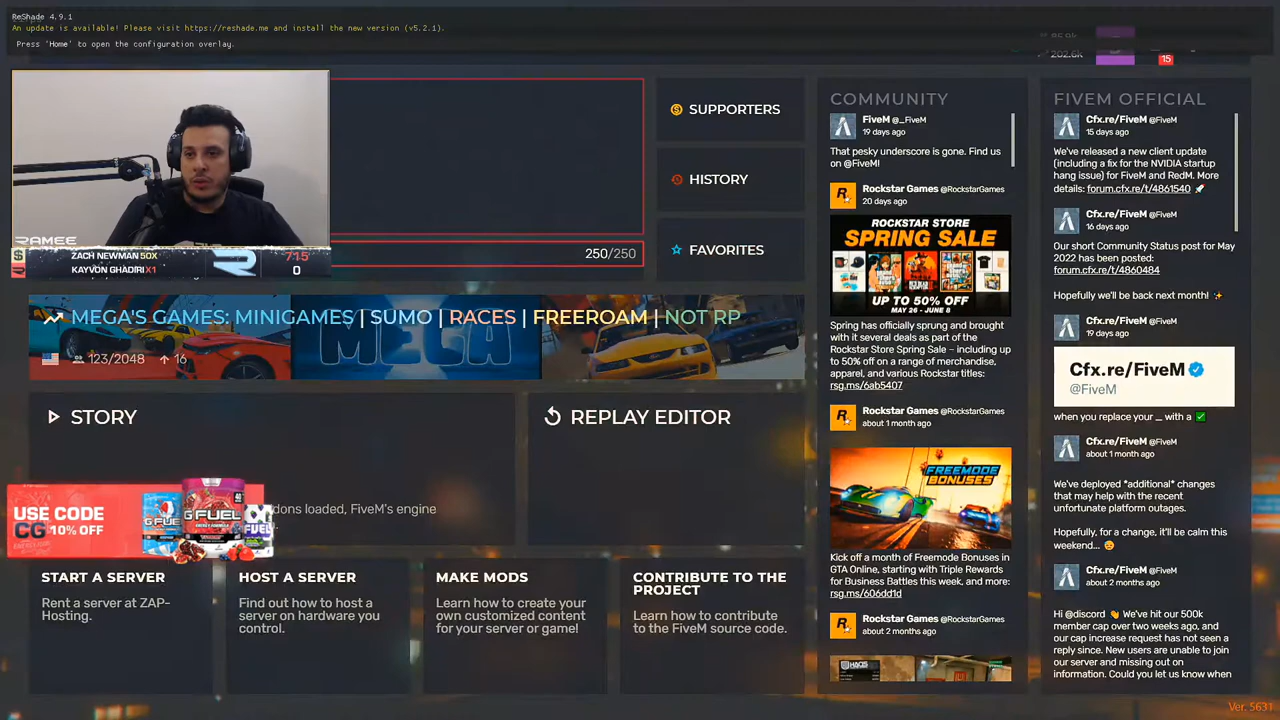 ReShade 4.9.1
An update is available! Please visit https://reshade.me and install the new version (v5.2.1).
Press 'Home' to open the configuration overlay.
202.6k
15
RAMEE
ZACH NEWMAN 50X
715
KAYVON GHADIRI X1
0
250/250
SUPPORTERS
HISTORY
FAVORITES
MEGA'S GAMES: MINIGAMES | SUMO | RACES | FREEROAM | NOT RP
MEGA
123/2048
16
STORY
REPLAY EDITOR
dons loaded, FiveM's engine
USE CODE
CG 10% OFF
G FUEL
START A SERVER
Rent a server at ZAP-
Hosting.
HOST A SERVER
Find out how to host a
server on hardware you
control.
MAKE MODS
Learn how to create your
own customized content
for your server or game!
CONTRIBUTE TO THE
PROJECT
Learn how to contribute
to the FiveM source code.
COMMUNITY
FiveM @_FiveM
19 days ago
That pesky underscore is gone. Find us
on @FiveM!
Rockstar Games @RockstarGames
20 days ago
ROCKSTAR STORE
SPRING SALE
UP TO 50% OFF
MAY 26 - JUNE 8
Spring has officially sprung and brought
with it several deals as part of the
Rockstar Store Spring Sale – including up
to 50% off on a range of merchandise,
apparel, and various Rockstar titles:
rsg.ms/6ab5407
Rockstar Games @RockstarGames
about 1 month ago
FREEMODE
BONUSES
Kick off a month of Freemode Bonuses in
GTA Online, starting with Triple Rewards
for Business Battles this week, and more:
rsg.ms/606dd1d
Rockstar Games @RockstarGames
about 2 months ago
FIVEM OFFICIAL
Cfx.re/FiveM @FiveM
15 days ago
We've released a new client update
(including a fix for the NVIDIA startup
hang issue) for FiveM and RedM. More
details: forum.cfx.re/t/4861540 🚀
Cfx.re/FiveM @FiveM
16 days ago
Our short Community Status post for May
2022 has been posted:
forum.cfx.re/t/4860484
Hopefully we'll be back next month! ✨
Cfx.re/FiveM @FiveM
19 days ago
Cfx.re/FiveM
@FiveM
when you replace your _ with a ✅
Cfx.re/FiveM @FiveM
about 1 month ago
We've deployed *additional* changes
that may help with the recent
unfortunate platform outages.
Hopefully, for a change, it'll be calm this
weekend... 😥
Cfx.re/FiveM @FiveM
about 2 months ago
Hi @discord 👋 We've hit our 500k
member cap over two weeks ago, and
our cap increase request has not seen a
reply since. New users are unable to join
our server and missing out on
information. Could you let us know when
Ver. 5631